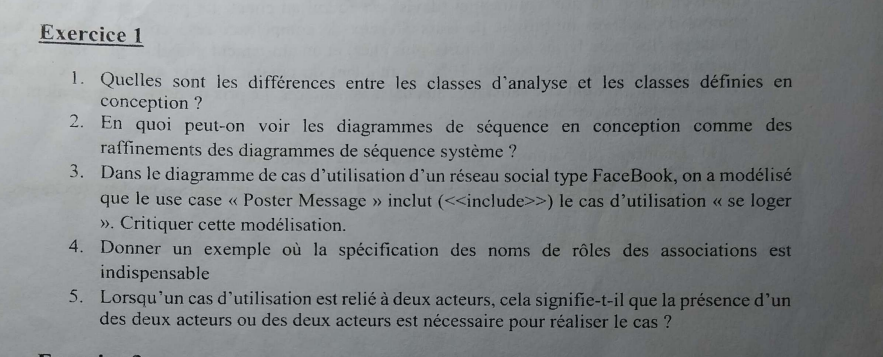 Exercice 1
1. Quelles sont les différences entre les classes d'analyse et les classes définies en
conception ?
2. En quoi peut-on voir les diagrammes de séquence en conception comme des
raffinements des diagrammes de séquence système ?
3. Dans le diagramme de cas d'utilisation d'un réseau social type FaceBook, on a modélisé
que le use case « Poster Message » inclut (<<include>>) le cas d'utilisation « se loger
». Critiquer cette modélisation.
4. Donner un exemple où la spécification des noms de rôles des associations est
indispensable
5. Lorsqu'un cas d'utilisation est relié à deux acteurs, cela signifie-t-il que la présence d'un
des deux acteurs ou des deux acteurs est nécessaire pour réaliser le cas ?